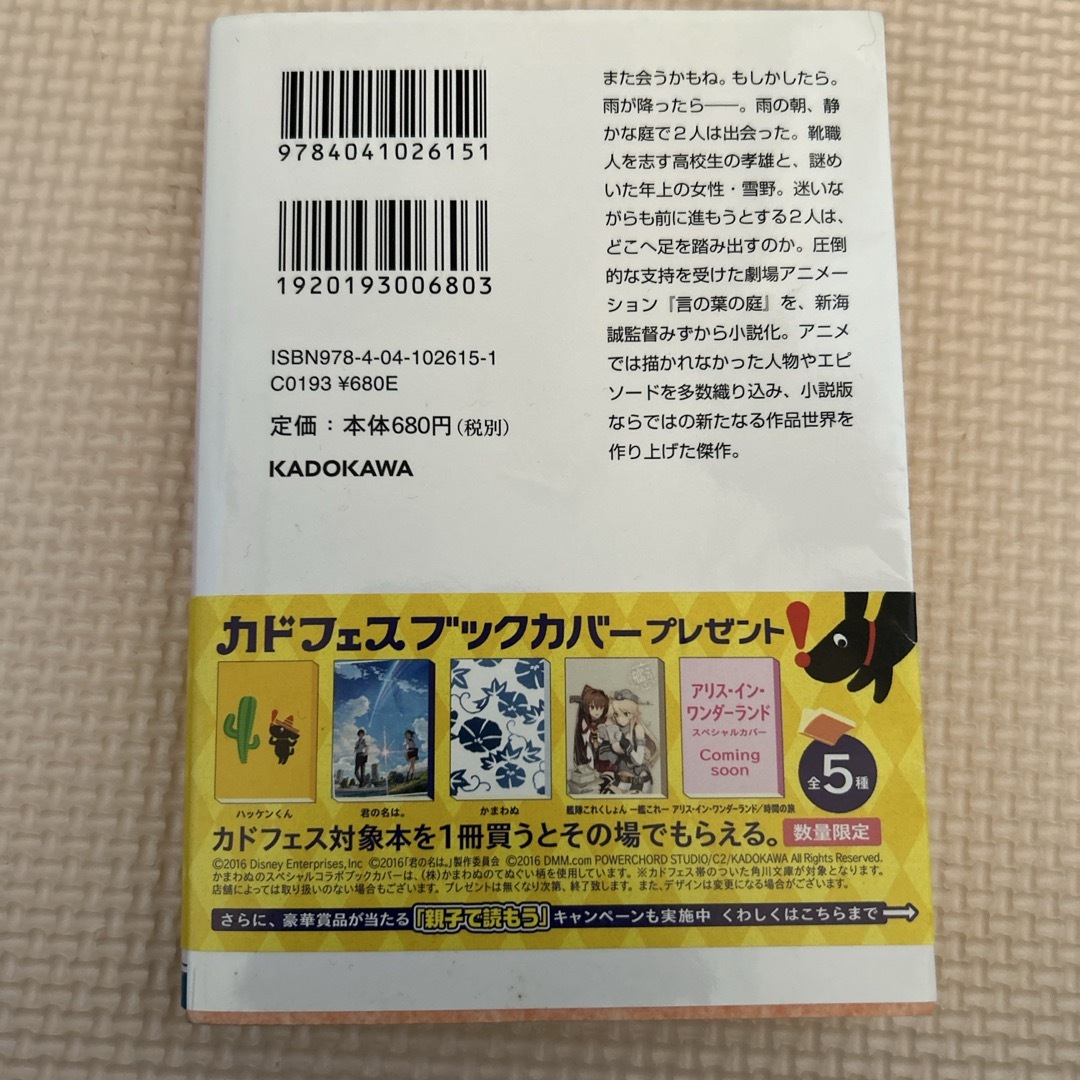 9784041026151
1920193006803
ISBN978-4-04-102615-1
C0193 ¥680E
定価：本体680円（税別）
KADOKAWA
また会うかもね。もしかしたら。
雨が降ったら――。雨の朝、静
かな庭で２人は出会った。靴職
人を志す高校生の孝雄と、謎め
いた年上の女性・雪野。迷いな
がらも前に進もうとする２人は、
どこへ足を踏み出すのか。圧倒
的な支持を受けた劇場アニメー
ション『言の葉の庭』を、新海
誠監督みずから小説化。アニメ
では描かれなかった人物やエピ
ソードを多数織り込み、小説版
ならではの新たなる作品世界を
作り上げた傑作。
カドフェスブックカバープレゼント！
アリス・イン・
ワンダーランド
スペシャルカバー
Coming
soon
全5種
ハッケンくん
君の名は。
かまわぬ
艦隊これくしょん ー艦これー
アリス・イン・ワンダーランド／時間の旅
カドフェス対象本を1冊買うとその場でもらえる。 数量限定
©2016 Disney Enterprises,Inc ©2016「君の名は。」製作委員会 ©2016 DMM.com POWERCHORD STUDIO/C2/KADOKAWA All Rights Reserved.
かまわぬのスペシャルコラボブックカバーは、（株）かまわぬのてぬぐい柄を使用しています。※カドフェス帯のついた角川文庫が対象となります。
店舗によっては取り扱いのない場合もございます。プレゼントは無くなり次第、終了致します。また、デザインは変更になる場合がございます。
さらに、豪華賞品が当たる「親子で読もう」キャンペーンも実施中 くわしくはこちらまで